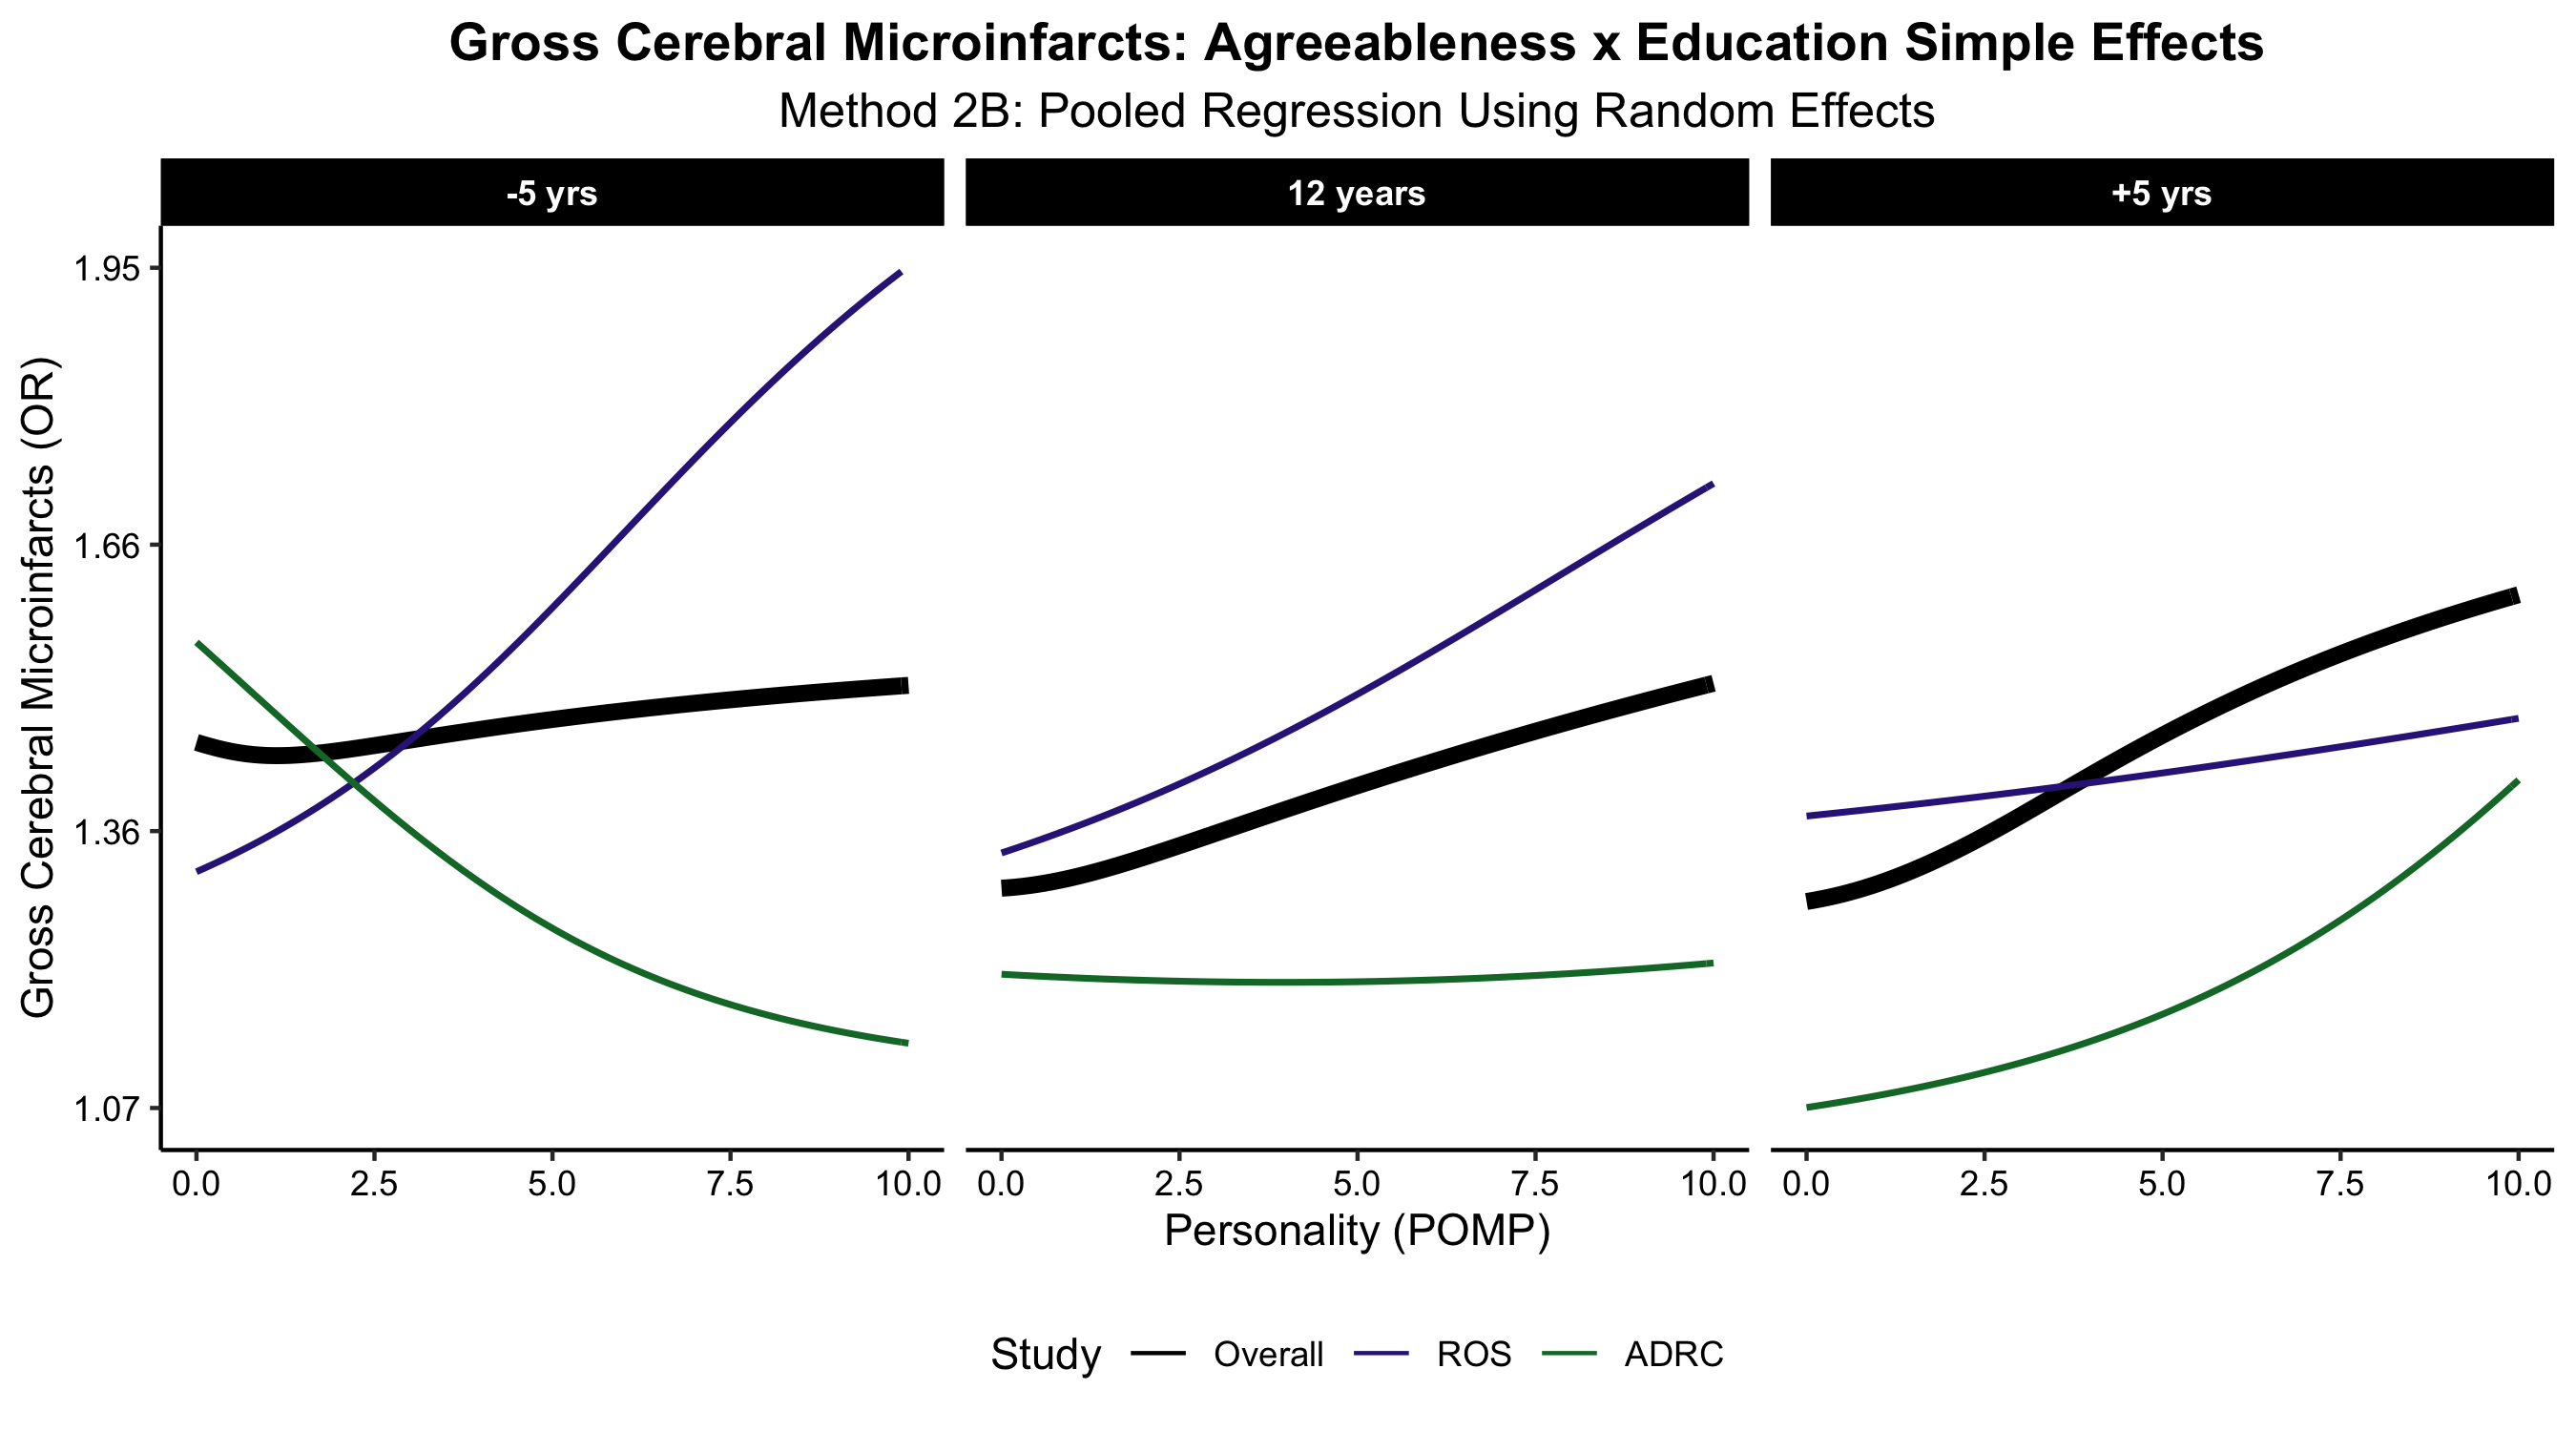 Gross Cerebral Microinfarcts: Agreeableness x Education Simple Effects
Method 2B: Pooled Regression Using Random Effects
-5 yrs
12 years
+5 yrs
Gross Cerebral Microinfarcts (OR)
1.95
1.66
1.36
1.07
0.0 2.5 5.0 7.5 10.0
0.0 2.5 5.0 7.5 10.0
0.0 2.5 5.0 7.5 10.0
Personality (POMP)
Study Overall ROS ADRC